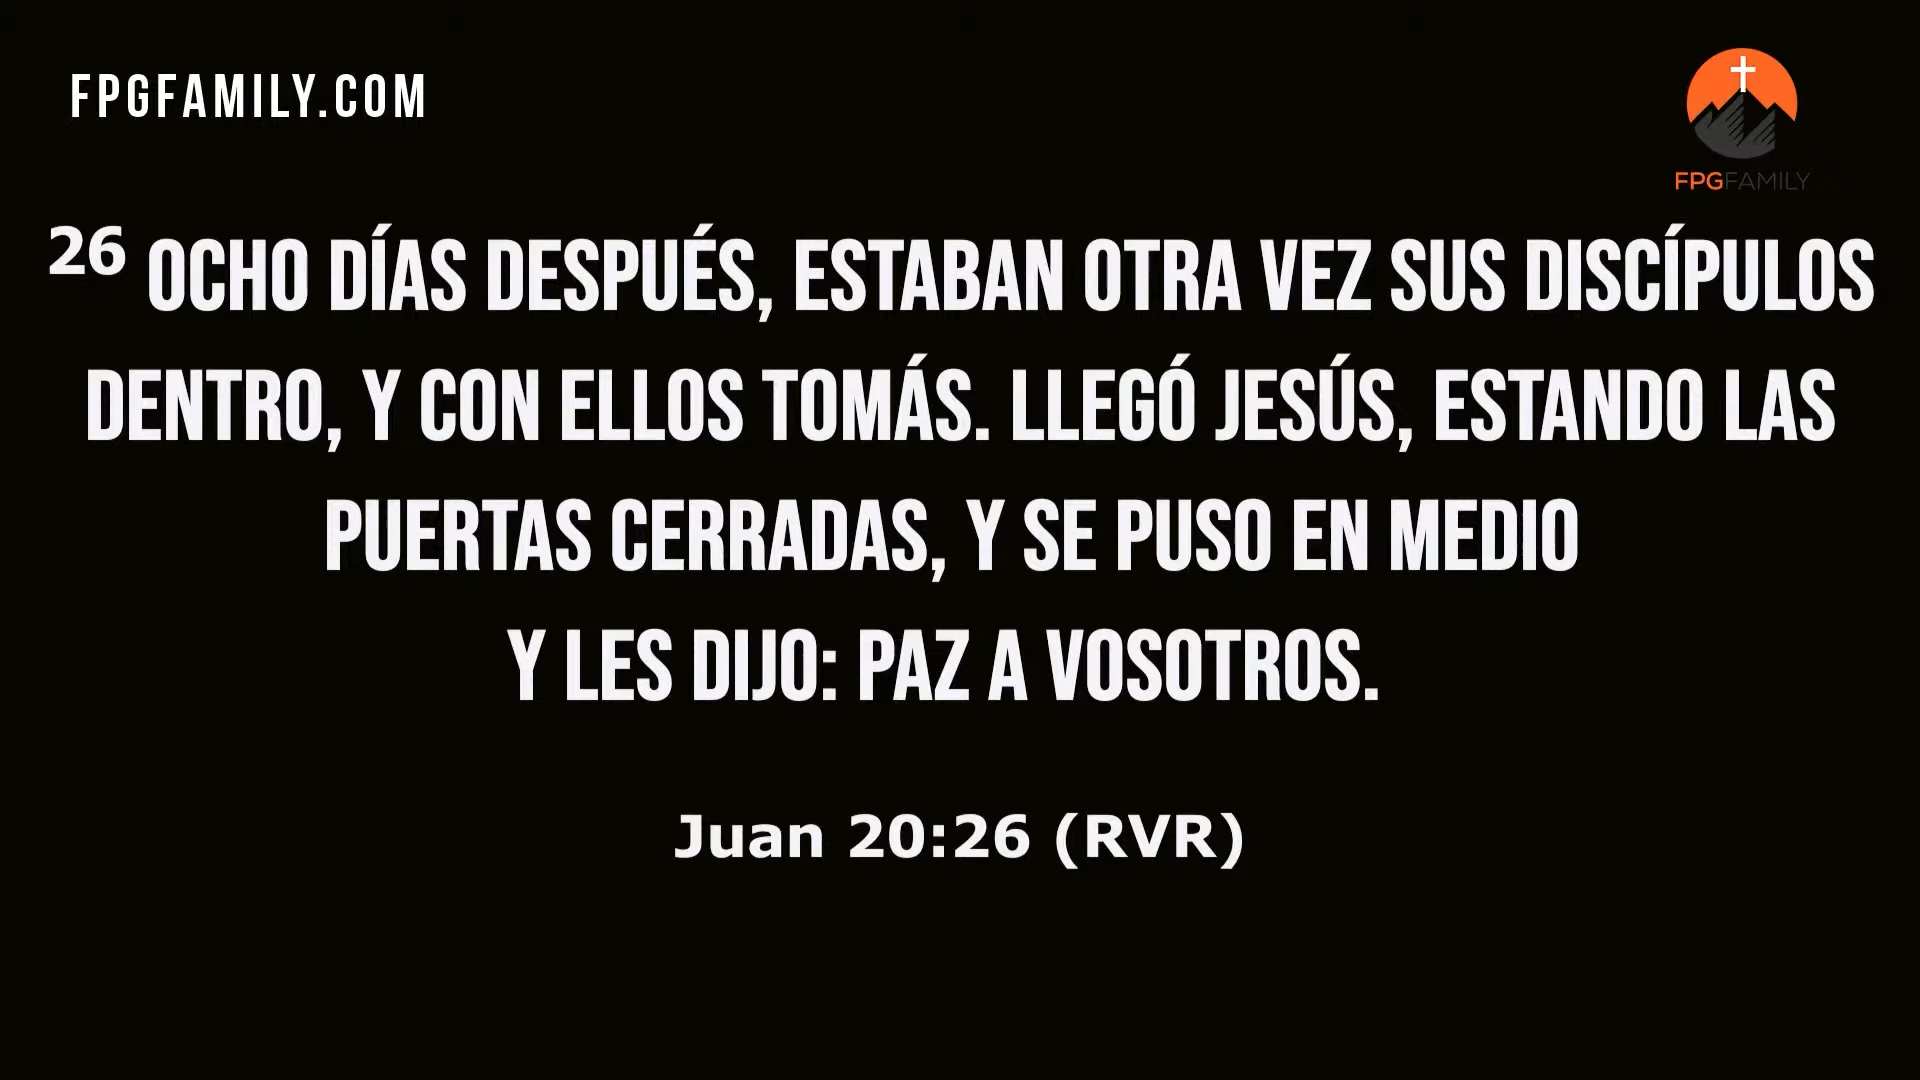 FPGFAMILY.COM
FPGFAMILY
26 OCHO DÍAS DESPUÉS, ESTABAN OTRA VEZ SUS DISCÍPULOS
DENTRO, Y CON ELLOS TOMÁS. LLEGÓ JESÚS, ESTANDO LAS
PUERTAS CERRADAS, Y SE PUSO EN MEDIO
Y LES DIJO: PAZ A VOSOTROS.
Juan 20:26 (RVR)